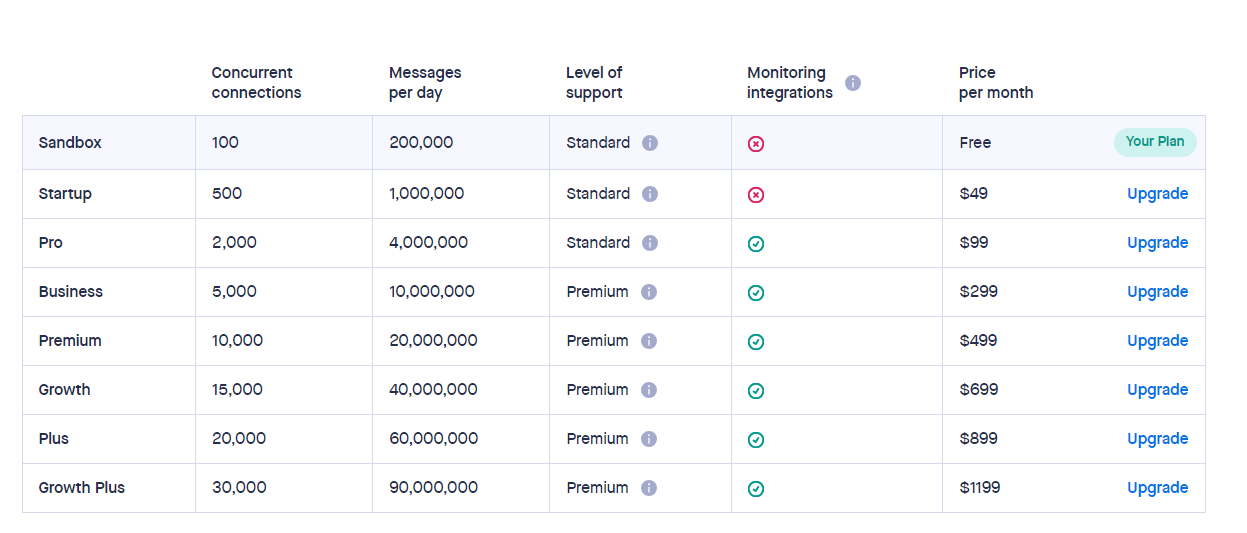 Concurrent connections
Messages per day
Level of support
Monitoring integrations
Price per month
Sandbox 100 200,000 Standard Free Your Plan
Startup 500 1,000,000 Standard $49 Upgrade
Pro 2,000 4,000,000 Standard $99 Upgrade
Business 5,000 10,000,000 Premium $299 Upgrade
Premium 10,000 20,000,000 Premium $499 Upgrade
Growth 15,000 40,000,000 Premium $699 Upgrade
Plus 20,000 60,000,000 Premium $899 Upgrade
Growth Plus 30,000 90,000,000 Premium $1199 Upgrade